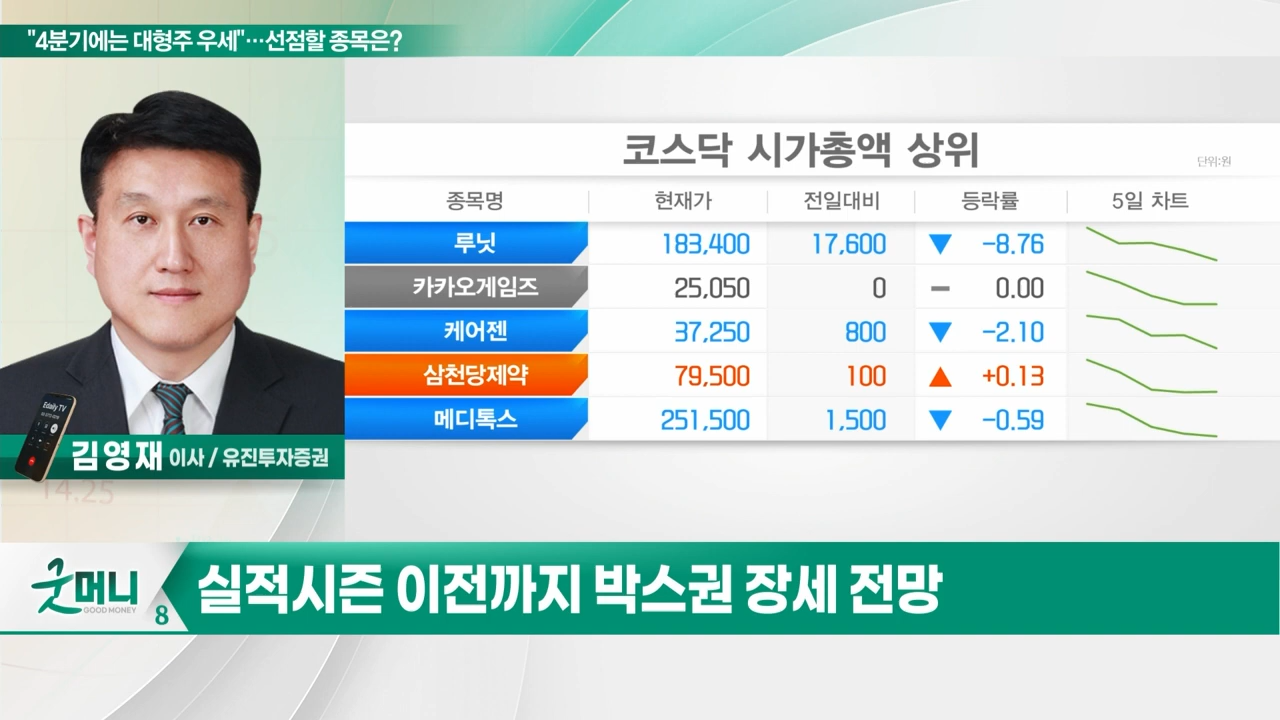 "4분기에는 대형주 우세"…선점할 종목은?
코스닥 시가총액 상위
단위:원
종목명 현재가 전일대비 등락률 5일 차트
루닛 183,400 17,600 ▼ -8.76
카카오게임즈 25,050 0 - 0.00
케어젠 37,250 800 ▼ -2.10
삼천당제약 79,500 100 ▲ +0.13
메디톡스 251,500 1,500 ▼ -0.59
Edaily TV
김영재 이사 / 유진투자증권
14.25
굿머니
GOOD MONEY
8
실적시즌 이전까지 박스권 장세 전망